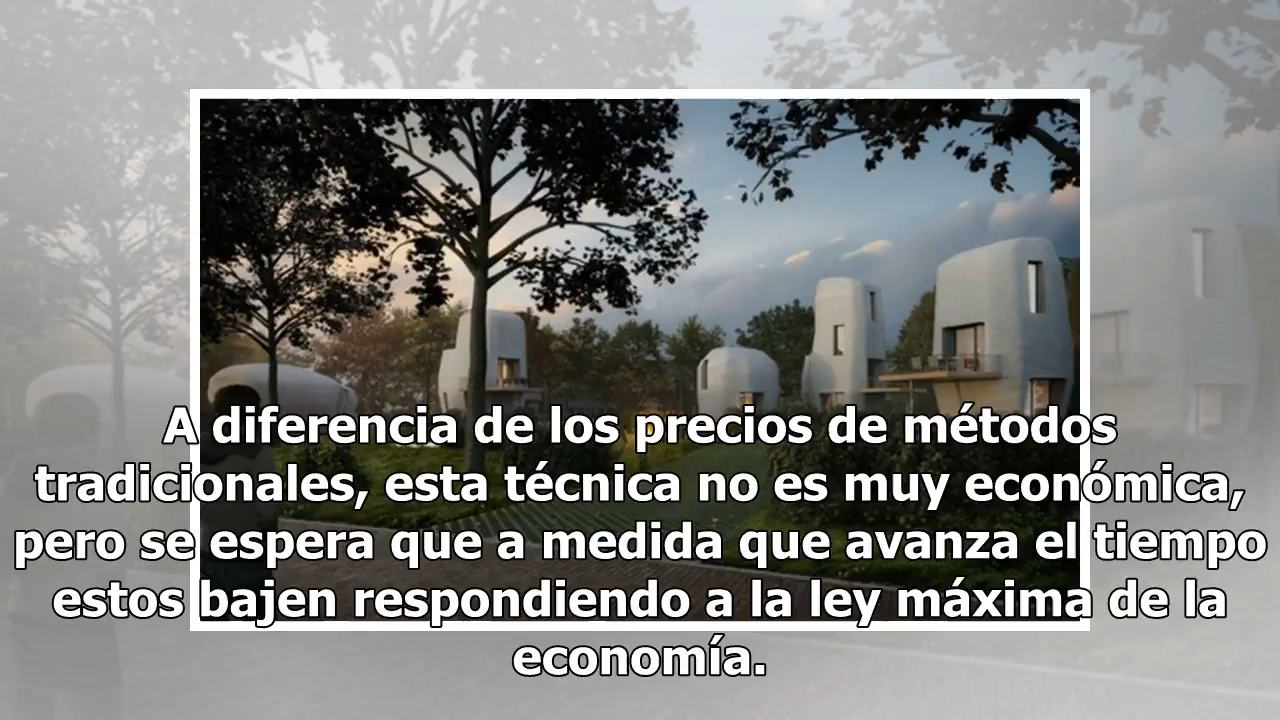 A diferencia de los precios de métodos
tradicionales, esta técnica no es muy económica,
pero se espera que a medida que avanza el tiempo
estos bajen respondiendo a la ley máxima de la
economía.